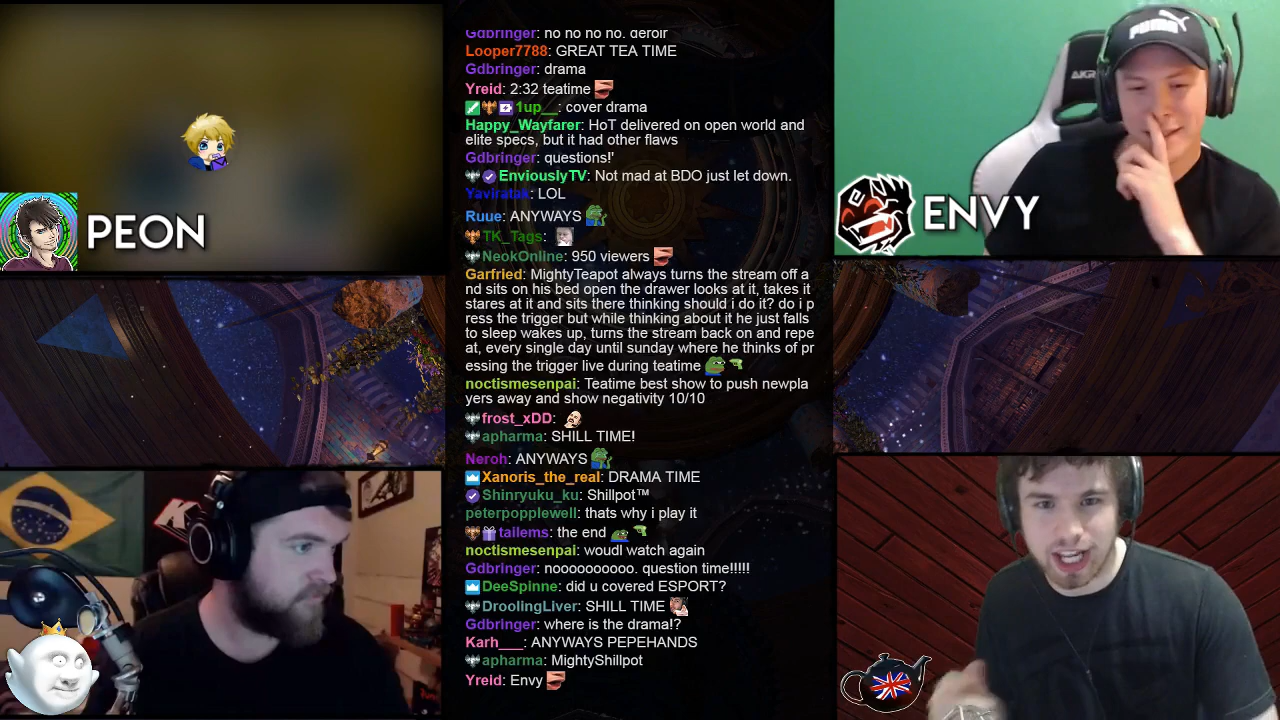 Gdbringer: no no no no. deroir
Looper7788: GREAT TEA TIME
Gdbringer: drama
Yreid: 2:32 teatime
1up__: cover drama
Happy_Wayfarer: HoT delivered on open world and
elite specs, but it had other flaws
Gdbringer: questions!'
EnviouslyTV: Not mad at BDO just let down.
Yaviratak: LOL
Ruue: ANYWAYS
TK_Tags:
NeokOnline: 950 viewers
Garfried: MightyTeapot always turns the stream off a
nd sits on his bed open the drawer looks at it, takes it
stares at it and sits there thinking should i do it? do i p
ress the trigger but while thinking about it he just falls
to sleep wakes up, turns the stream back on and repe
at, every single day until sunday where he thinks of pr
essing the trigger live during teatime
noctismesenpai: Teatime best show to push newpla
yers away and show negativity 10/10
frost_xDD:
apharma: SHILL TIME!
Neroh: ANYWAYS
Xanoris_the_real: DRAMA TIME
Shinryuku_ku: Shillpot™
peterpopplewell: thats why i play it
tailems: the end
noctismesenpai: woudl watch again
Gdbringer: noooooooooo. question time!!!!!
DeeSpinne: did u covered ESPORT?
DroolingLiver: SHILL TIME
Gdbringer: where is the drama!?
Karh___: ANYWAYS PEPEHANDS
apharma: MightyShillpot
Yreid: Envy
PEON
PUMA
ENVY